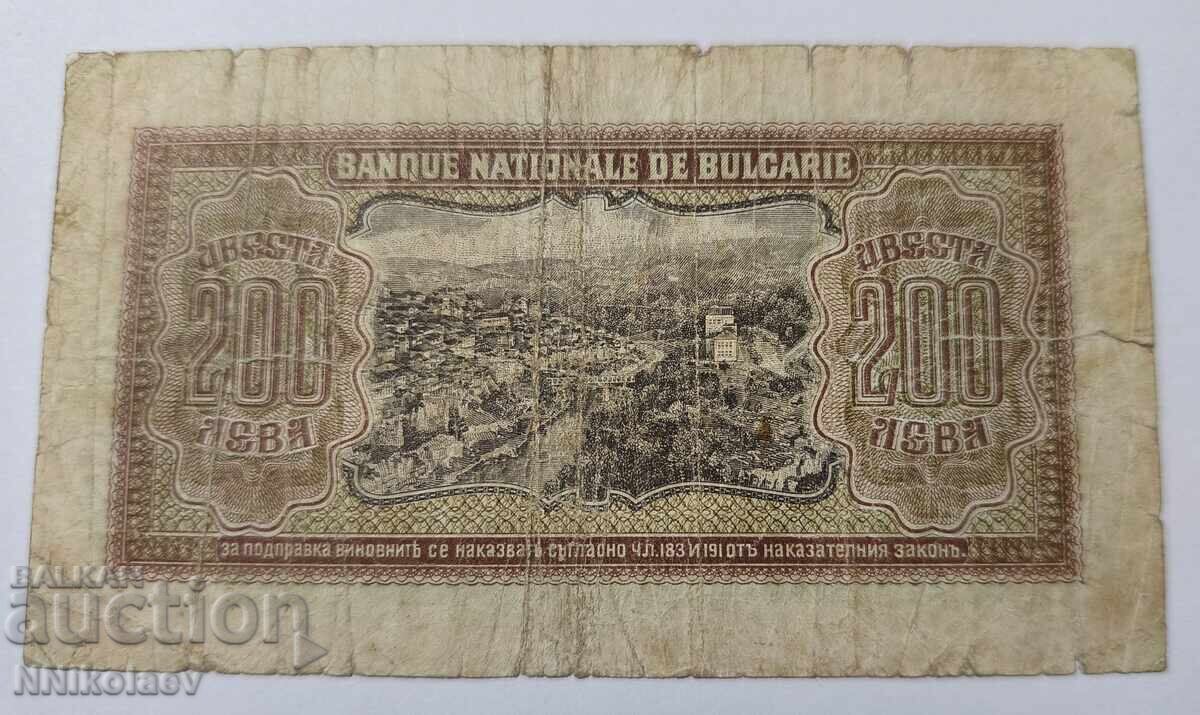 BANQUE NATIONALE DE BULGARIE
ДВЕСТА
200
ЛЕВА
ДВЕСТА
200
ЛЕВА
ЗА ПОДПРАВКА ВИНОВНИТѢ СЕ НАКАЗВАТЪ СЪГЛАСНО ЧЛ. 183 И 191 ОТЪ НАКАЗАТЕЛНИЯ ЗАКОНЪ.
BALKAN
auction
NNikolaev